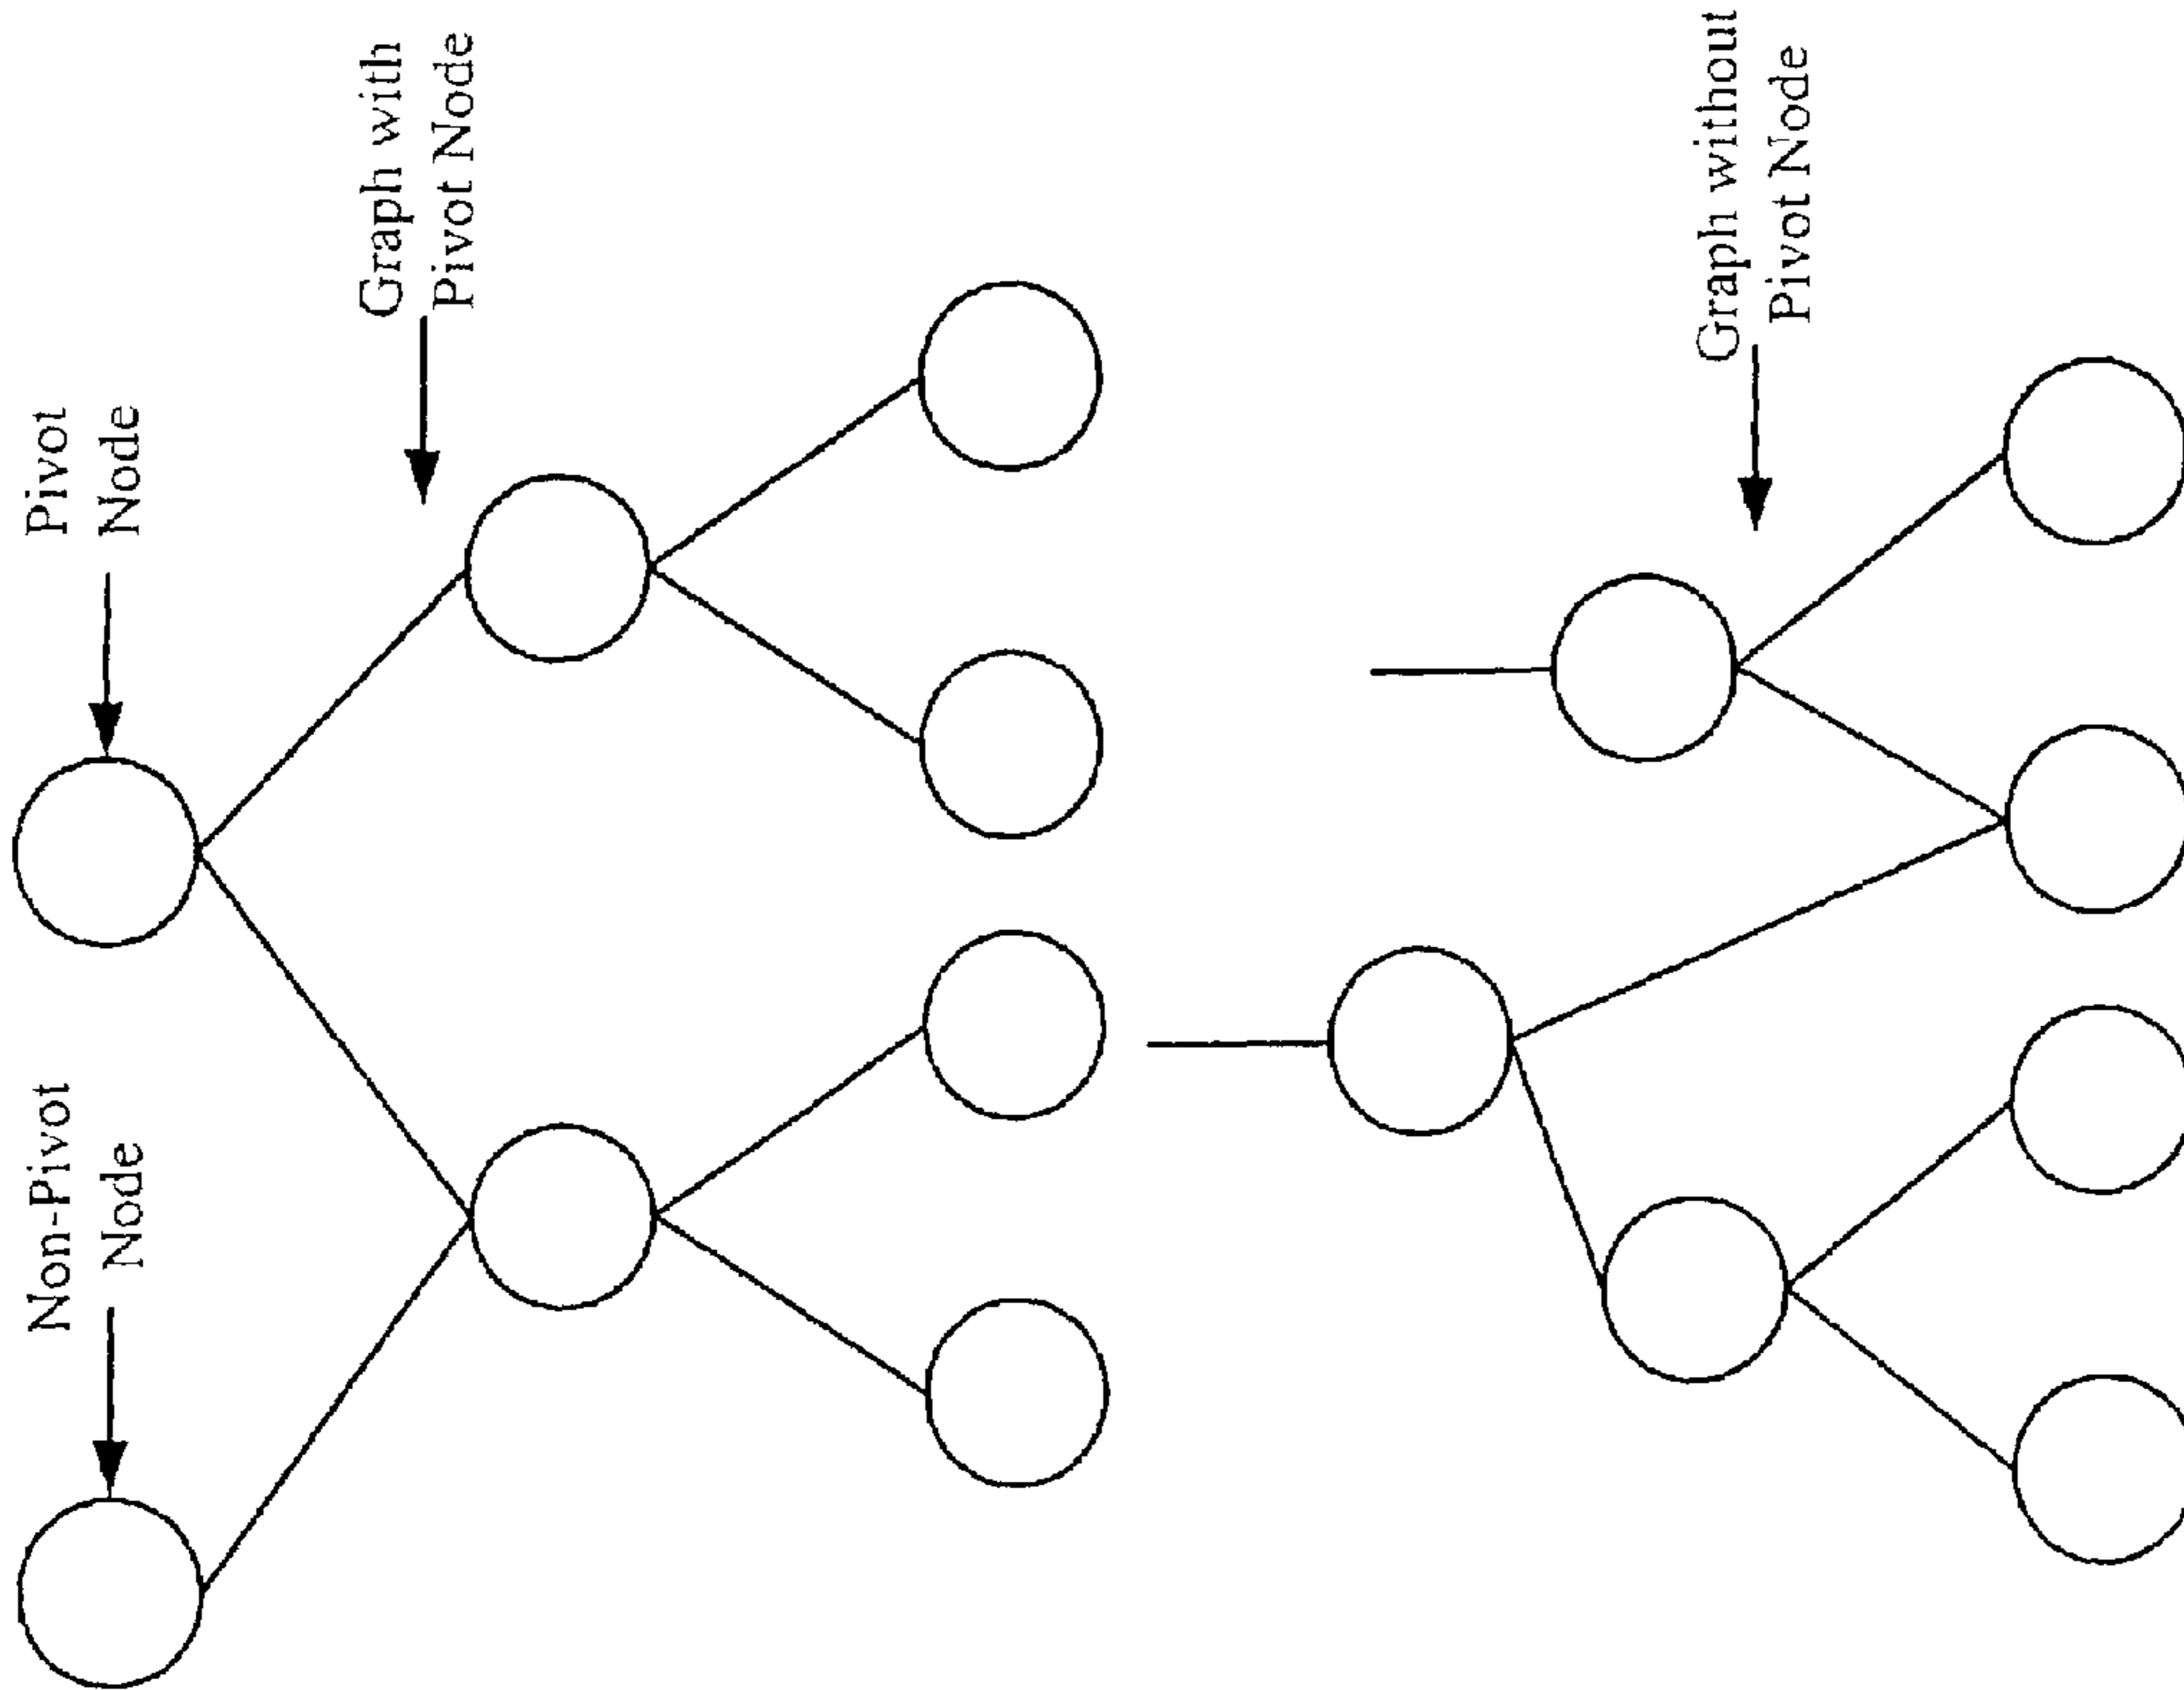 Non-Pivot
Node
Pivot
Node
Graph with
Pivot Node
Graph without
Pivot Node